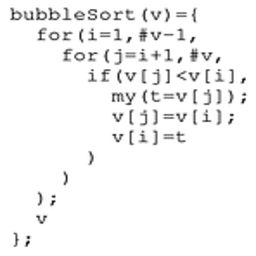 bubbleSort(v)={
  for(i=1,#v-1,
    for(j=i+1,#v,
      if(v[j]<v[i],
        my(t=v[j]);
        v[j]=v[i];
        v[i]=t
      )
    )
  );
  v
};